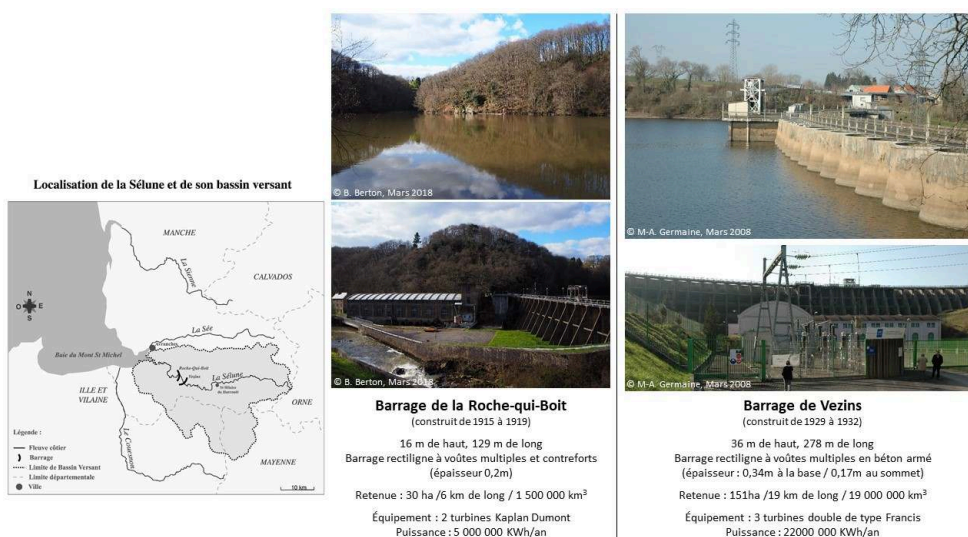 Localisation de la Sélune et de son bassin versant
MANCHE
La Sienne
CALVADOS
N
O E
S
La Sée
Avranches
Baie du Mont St Michel
Roche-Qui-Boit
Vezins
La Sélune
St Hilaire
du Harcouët
ILLE ET
VILAINE
ORNE
Le Couesnon
MAYENNE
Légende :
Fleuve côtier
Barrage
Limite de Bassin Versant
Limite départementale
Ville
10 km
© B. Berton, Mars 2018
© B. Berton, Mars 2018
Barrage de la Roche-qui-Boit
(construit de 1915 à 1919)
16 m de haut, 129 m de long
Barrage rectiligne à voûtes multiples et contreforts
(épaisseur 0,2m)
Retenue : 30 ha /6 km de long / 1 500 000 km³
Équipement : 2 turbines Kaplan Dumont
Puissance : 5 000 000 KWh/an
© M-A. Germaine, Mars 2008
© M-A. Germaine, Mars 2008
Barrage de Vezins
(construit de 1929 à 1932)
36 m de haut, 278 m de long
Barrage rectiligne à voûtes multiples en béton armé
(épaisseur : 0,34m à la base / 0,17m au sommet)
Retenue : 151ha /19 km de long / 19 000 000 km³
Équipement : 3 turbines double de type Francis
Puissance : 22000 000 KWh/an